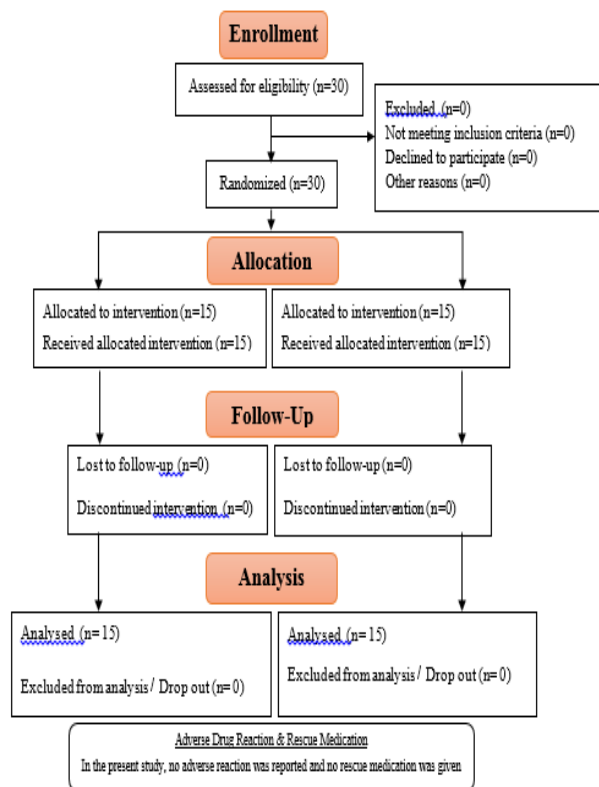 Enrollment
Assessed for eligibility (n=30)
Excluded (n=0)
Not meeting inclusion criteria (n=0)
Declined to participate (n=0)
Other reasons (n=0)
Randomized (n=30)
Allocation
Allocated to intervention (n=15)
Received allocated intervention (n=15)
Allocated to intervention (n=15)
Received allocated intervention (n=15)
Follow-Up
Lost to follow-up (n=0)
Discontinued intervention (n=0)
Lost to follow-up (n=0)
Discontinued intervention (n=0)
Analysis
Analysed (n= 15)
Excluded from analysis / Drop out (n= 0)
Analysed (n= 15)
Excluded from analysis / Drop out (n= 0)
Adverse Drug Reaction & Rescue Medication
In the present study, no adverse reaction was reported and no rescue medication was given